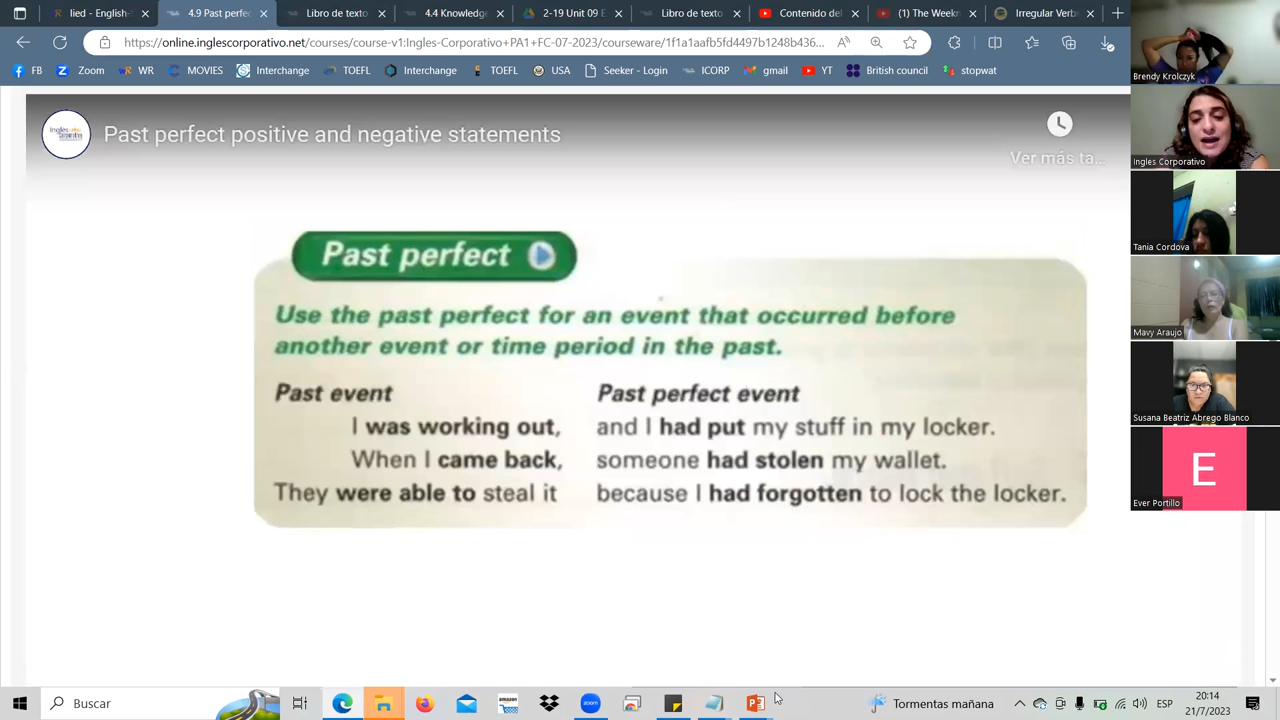 lied - English-
4.9 Past perfect
Libro de texto
4.4 Knowledge
2-19 Unit 09 E
Libro de texto
Contenido del
(1) The Weekn
Irregular Verb
https://online.inglescorporativo.net/courses/course-v1:Ingles-Corporativo+PA1+FC-07-2023/courseware/1f1a1aafb5fd4497b1248b436...
FB
Zoom
WR
MOVIES
Interchange
TOEFL
Interchange
TOEFL
USA
Seeker - Login
ICORP
gmail
YT
British council
stopwat
Past perfect positive and negative statements
Ver más ta...
Past perfect
Use the past perfect for an event that occurred before
another event or time period in the past.
Past event Past perfect event
I was working out, and I had put my stuff in my locker.
When I came back, someone had stolen my wallet.
They were able to steal it because I had forgotten to lock the locker.
Brendy Krolczyk
Ingles Corporativo
Tania Cordova
Mavy Araujo
Susana Beatriz Abrego Blanco
E
Ever Portillo
Buscar
amazon
zoom
Tormentas mañana
ESP
20:14
21/7/2023